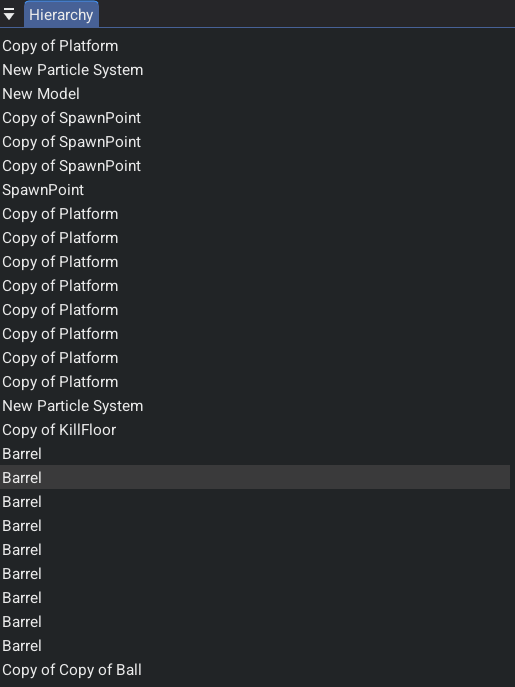 Hierarchy
Copy of Platform
New Particle System
New Model
Copy of SpawnPoint
Copy of SpawnPoint
Copy of SpawnPoint
SpawnPoint
Copy of Platform
Copy of Platform
Copy of Platform
Copy of Platform
Copy of Platform
Copy of Platform
Copy of Platform
Copy of Platform
New Particle System
Copy of KillFloor
Barrel
Barrel
Barrel
Barrel
Barrel
Barrel
Barrel
Barrel
Barrel
Copy of Copy of Ball